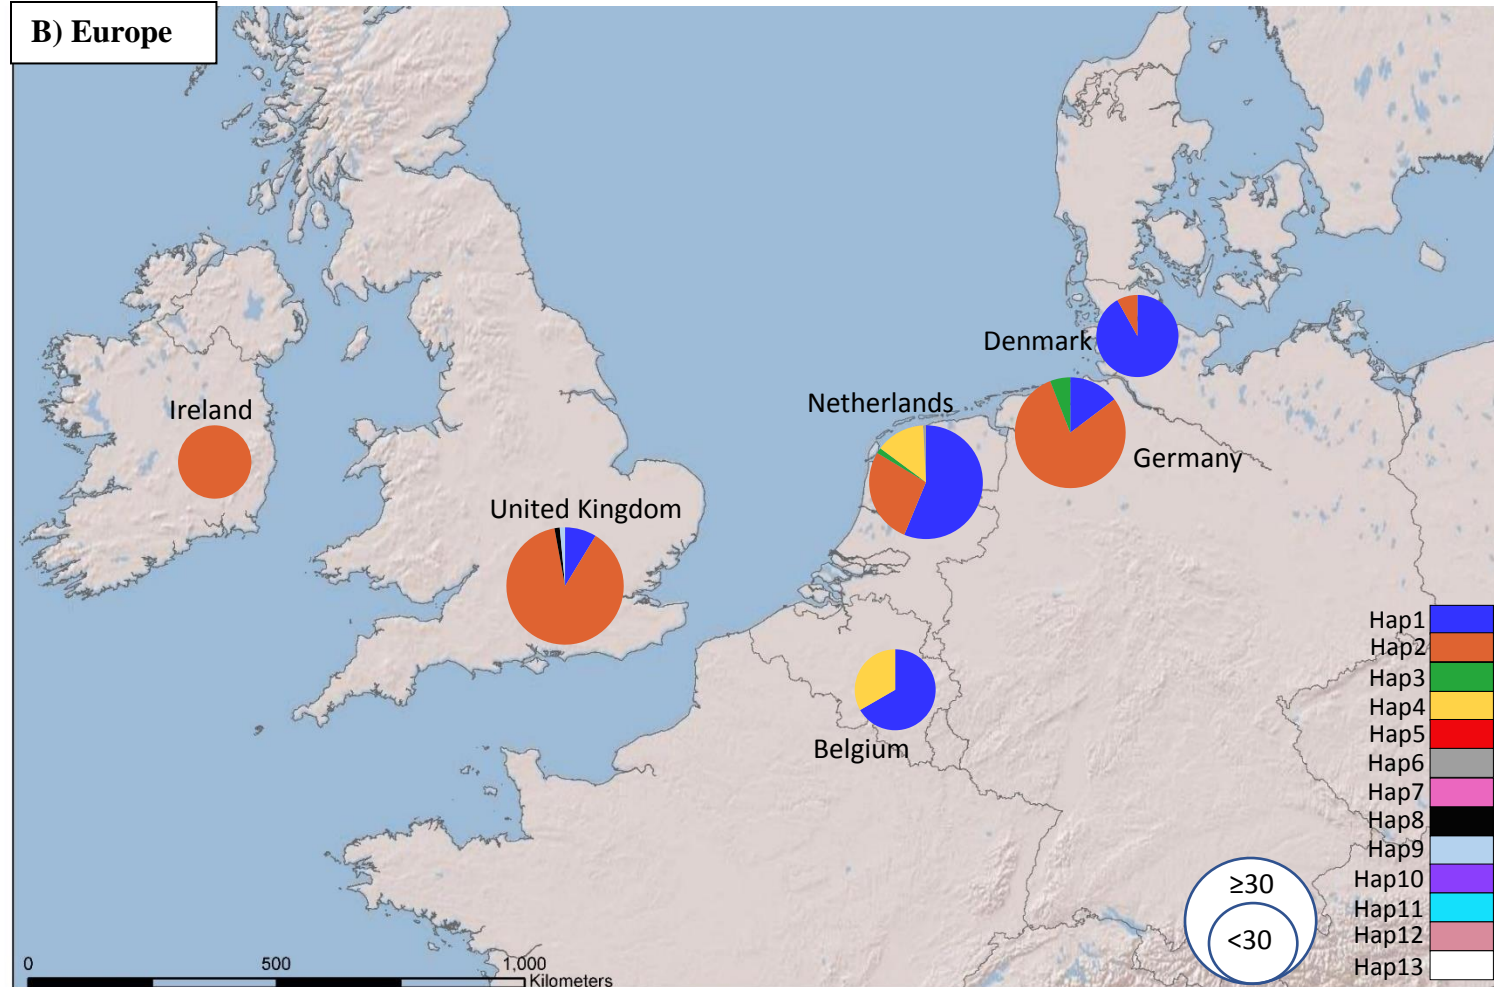 B) Europe
Denmark
Netherlands
Ireland
Germany
United Kingdom
Belgium
Hap1
Hap2
Hap3
Hap4
Hap5
Hap6
Hap7
Hap8
Hap9
Hap10
Hap11
Hap12
Hap13
≥30
<30
0 500 1,000
Kilometers